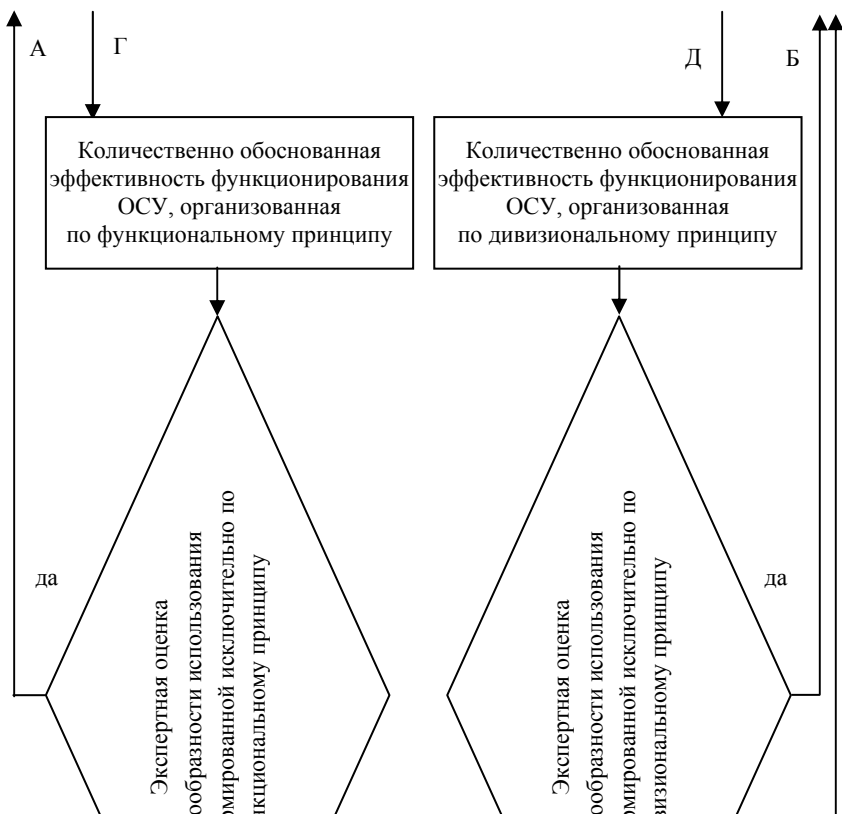 А
Г
Д
Б
Количественно обоснованная
эффективность функционирования
ОСУ, организованная
по функциональному принципу
Количественно обоснованная
эффективность функционирования
ОСУ, организованная
по дивизиональному принципу
да
Экспертная оценка
использования
исключительно по
принципу
Экспертная оценка
использования
исключительно по
принципу
да